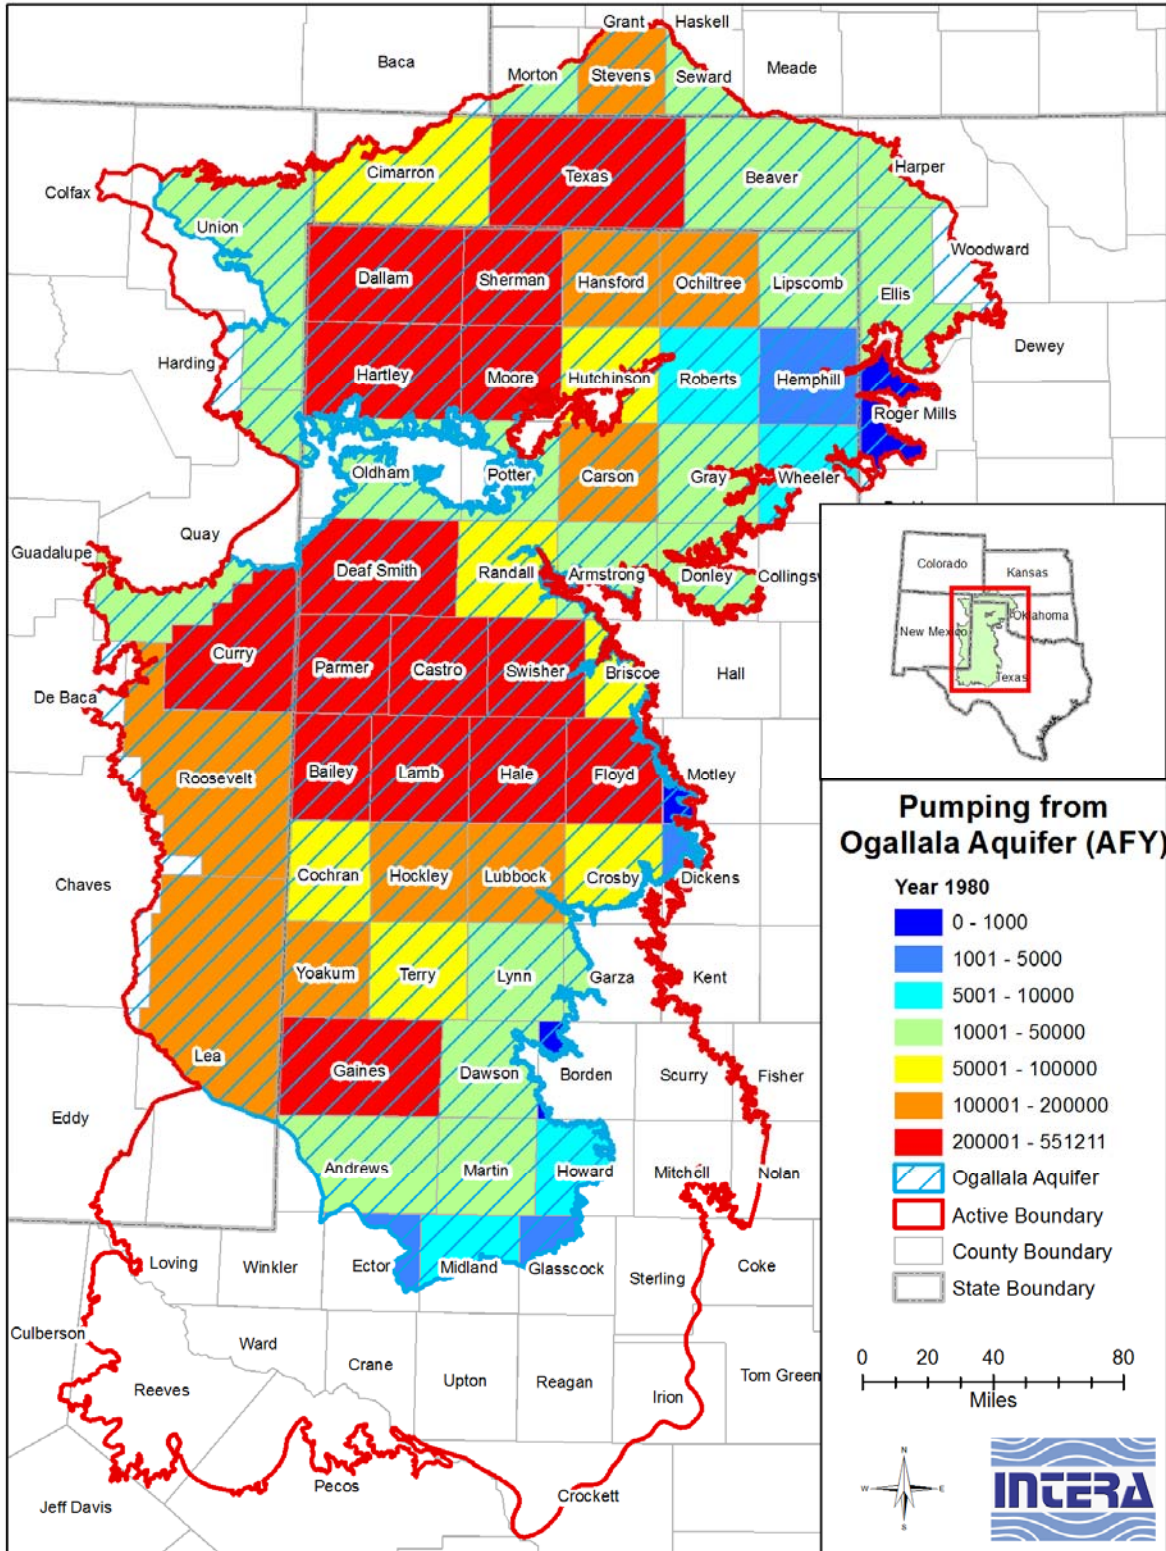 Grant
Haskell
Baca
Morton
Stevens
Seward
Meade
Colfax
Cimarron
Texas
Beaver
Harper
Union
Woodward
Dallam
Sherman
Hansford
Ochiltree
Lipscomb
Ellis
Harding
Hartley
Moore
Hutchinson
Roberts
Hemphill
Dewey
Roger Mills
Oldham
Potter
Carson
Gray
Wheeler
Quay
Guadalupe
Deaf Smith
Randall
Armstrong
Donley
Collingsw
Curry
Parmer
Castro
Swisher
Briscoe
Hall
De Baca
Roosevelt
Bailey
Lamb
Hale
Floyd
Motley
Chaves
Cochran
Hockley
Lubbock
Crosby
Dickens
Yoakum
Terry
Lynn
Garza
Kent
Lea
Gaines
Dawson
Borden
Scurry
Fisher
Eddy
Andrews
Martin
Howard
Mitchell
Nolan
Loving
Winkler
Ector
Midland
Glasscock
Sterling
Coke
Culberson
Ward
Crane
Reeves
Upton
Reagan
Irion
Tom Green
Pecos
Crockett
Jeff Davis
Colorado
Kansas
New Mexico
Oklahoma
Texas
Pumping from
Ogallala Aquifer (AFY)
Year 1980
0 - 1000
1001 - 5000
5001 - 10000
10001 - 50000
50001 - 100000
100001 - 200000
200001 - 551211
Ogallala Aquifer
Active Boundary
County Boundary
State Boundary
0 20 40 80
Miles
N
W E
S
INTERA